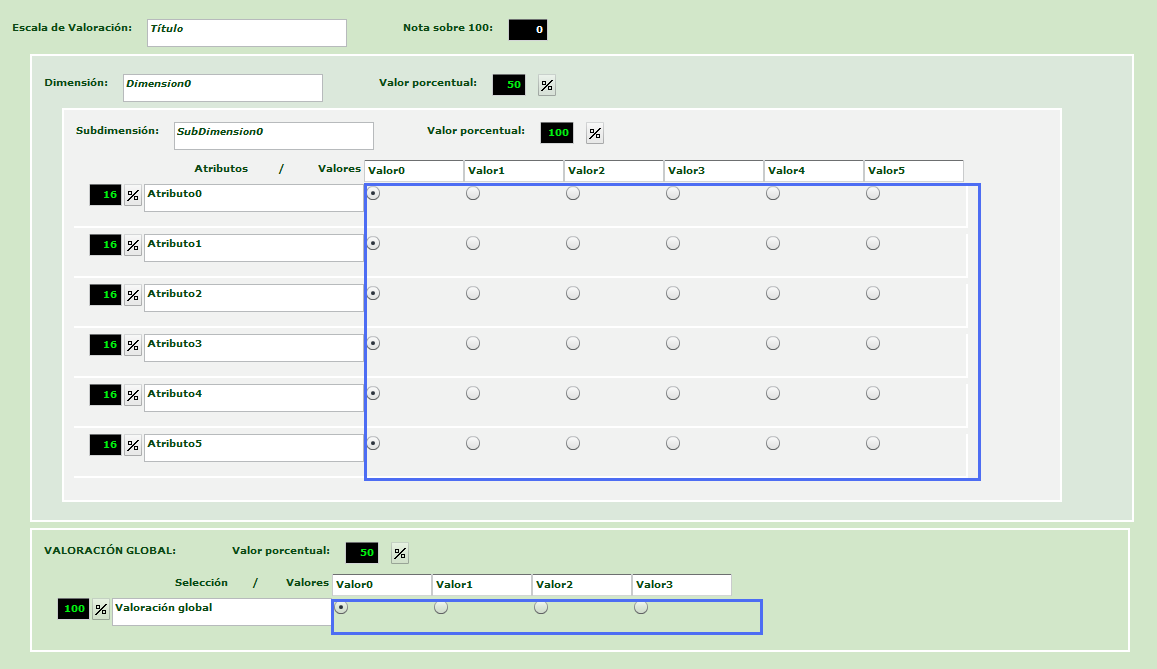 Escala de Valoración: Título Nota sobre 100: 0
Dimensión: Dimension0 Valor porcentual: 50 %
Subdimensión: SubDimension0 Valor porcentual: 100 %
Atributos / Valores Valor0 Valor1 Valor2 Valor3 Valor4 Valor5
16 % Atributo0
16 % Atributo1
16 % Atributo2
16 % Atributo3
16 % Atributo4
16 % Atributo5
VALORACIÓN GLOBAL: Valor porcentual: 50 %
Selección / Valores Valor0 Valor1 Valor2 Valor3
100 % Valoración global